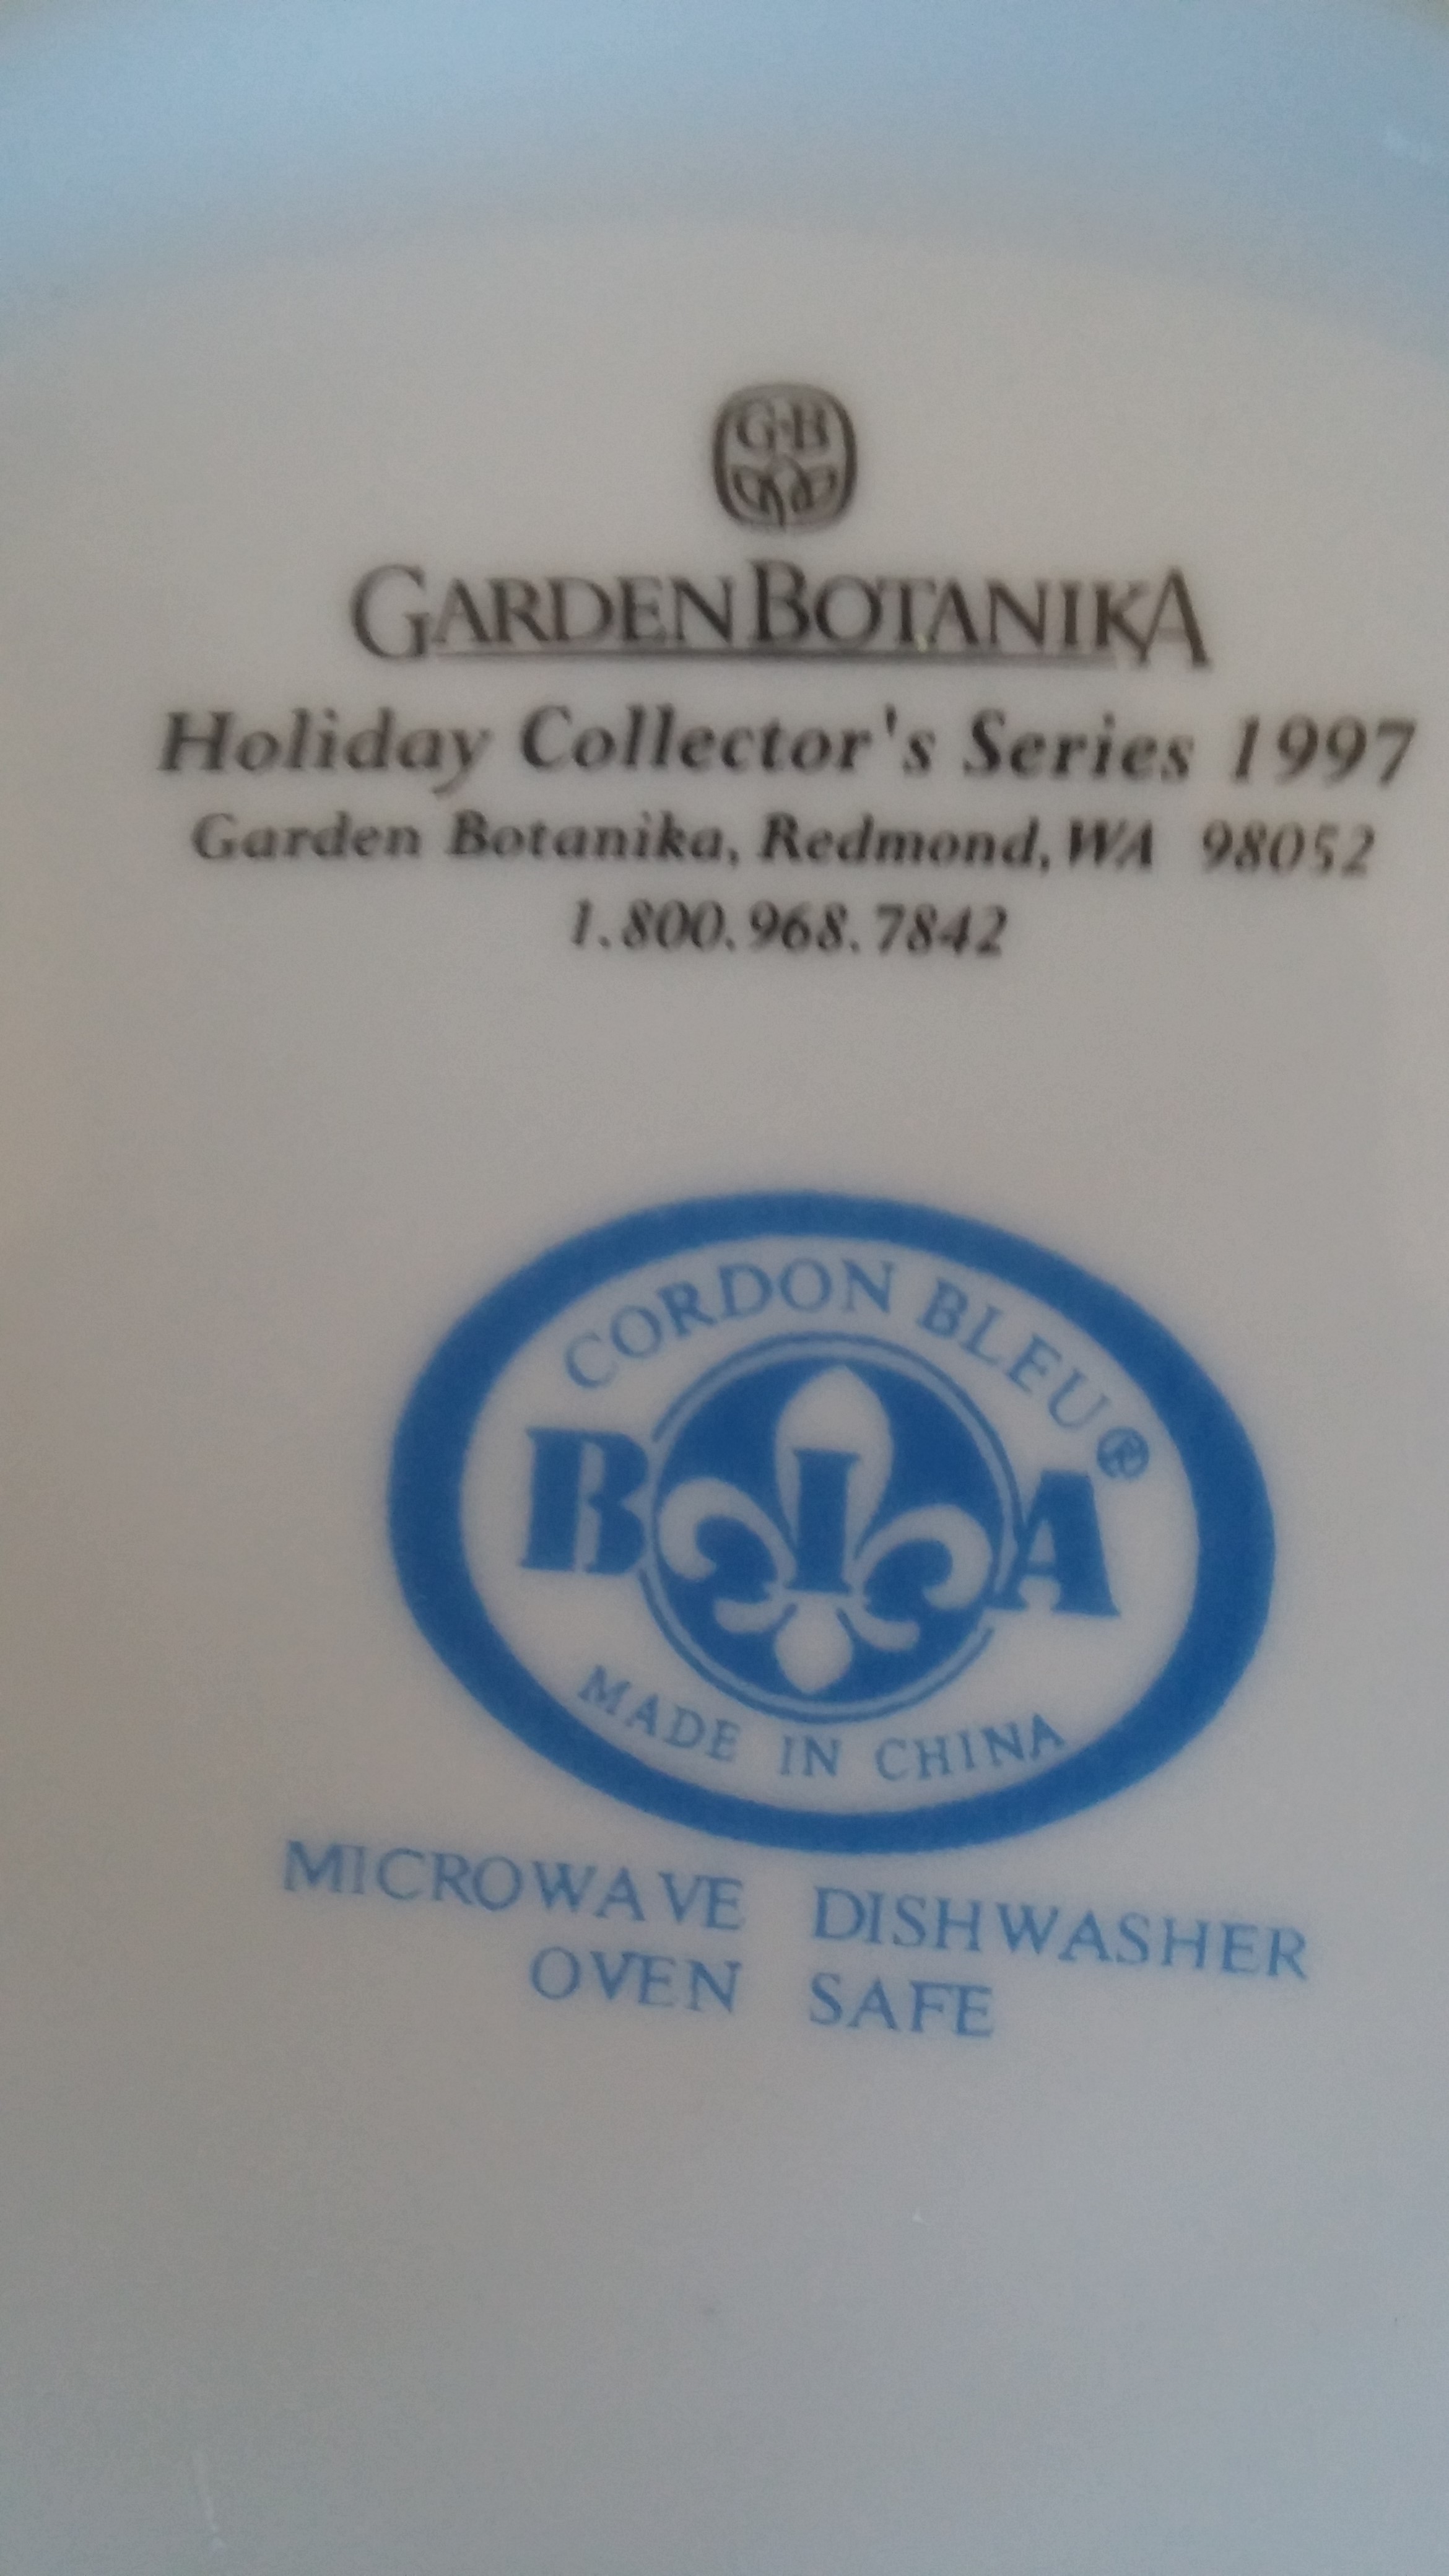 G·B
GARDEN BOTANIKA
Holiday Collector's Series 1997
Garden Botanika, Redmond, WA 98052
1.800.968.7842
CORDON BLEU®
BIA
MADE IN CHINA
MICROWAVE DISHWASHER
OVEN SAFE